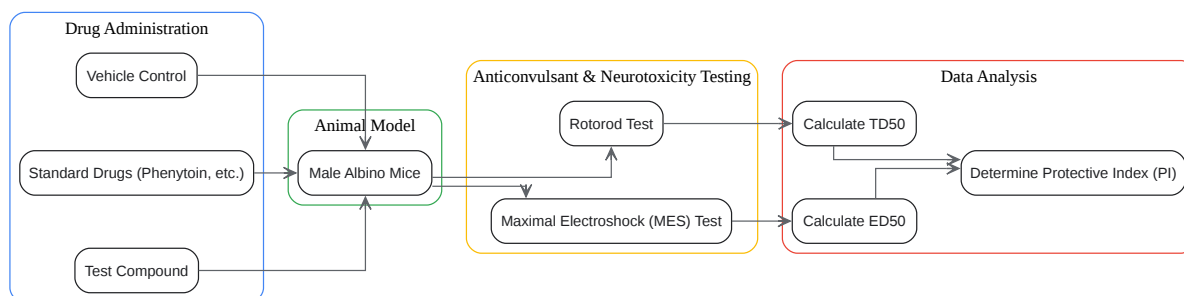 Drug Administration
Vehicle Control
Standard Drugs (Phenytoin, etc.)
Test Compound
Animal Model
Male Albino Mice
Anticonvulsant & Neurotoxicity Testing
Rotorod Test
Maximal Electroshock (MES) Test
Data Analysis
Calculate TD50
Calculate ED50
Determine Protective Index (PI)